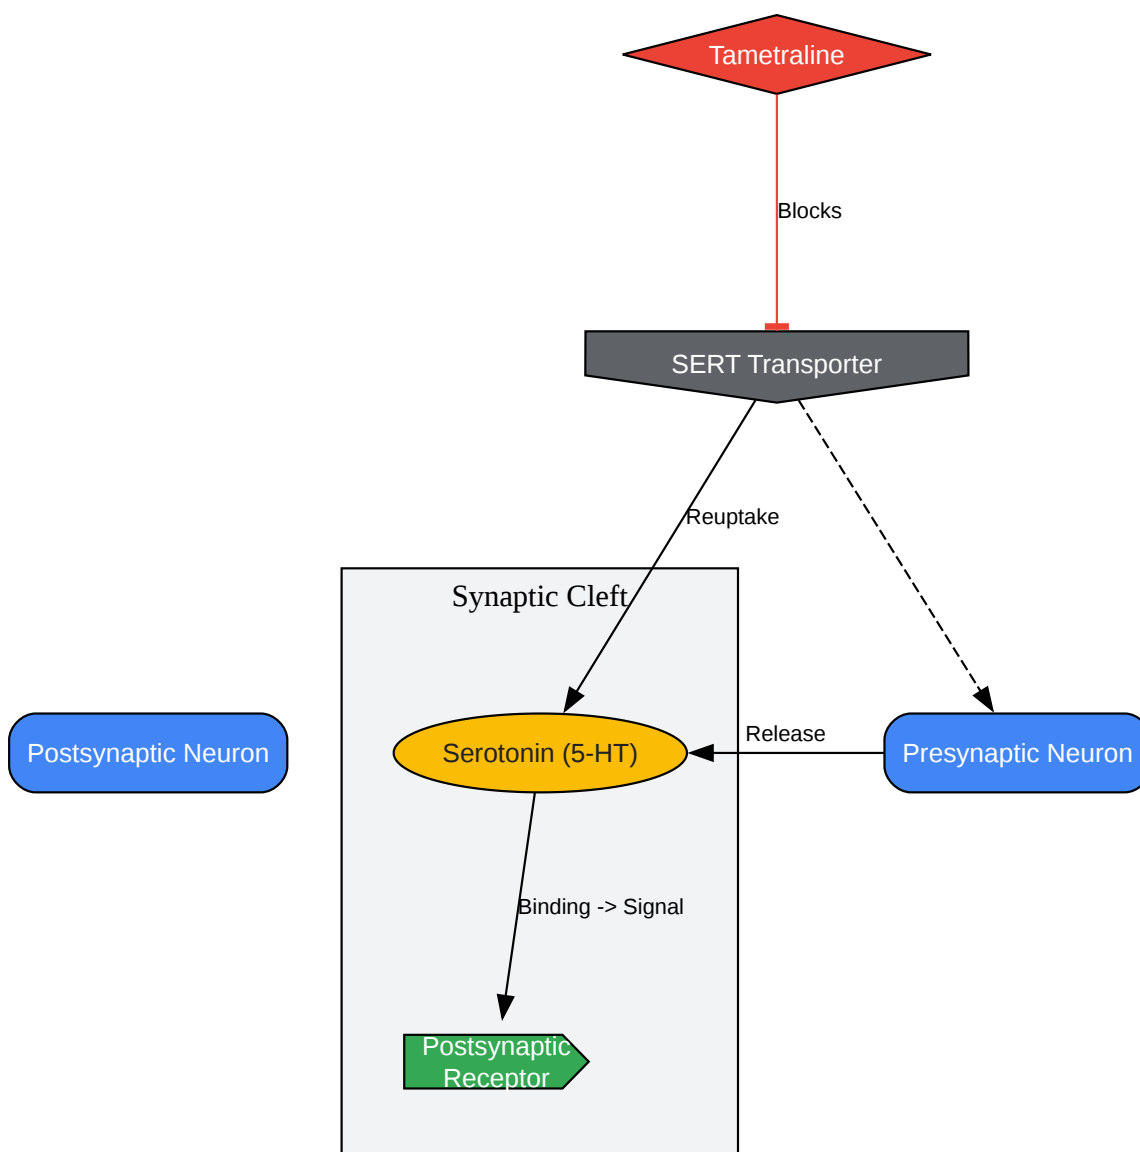 Tametraline
Blocks
SERT Transporter
Reuptake
Synaptic Cleft
Release
Postsynaptic Neuron
Serotonin (5-HT)
Presynaptic Neuron
Binding -> Signal
Postsynaptic
Receptor